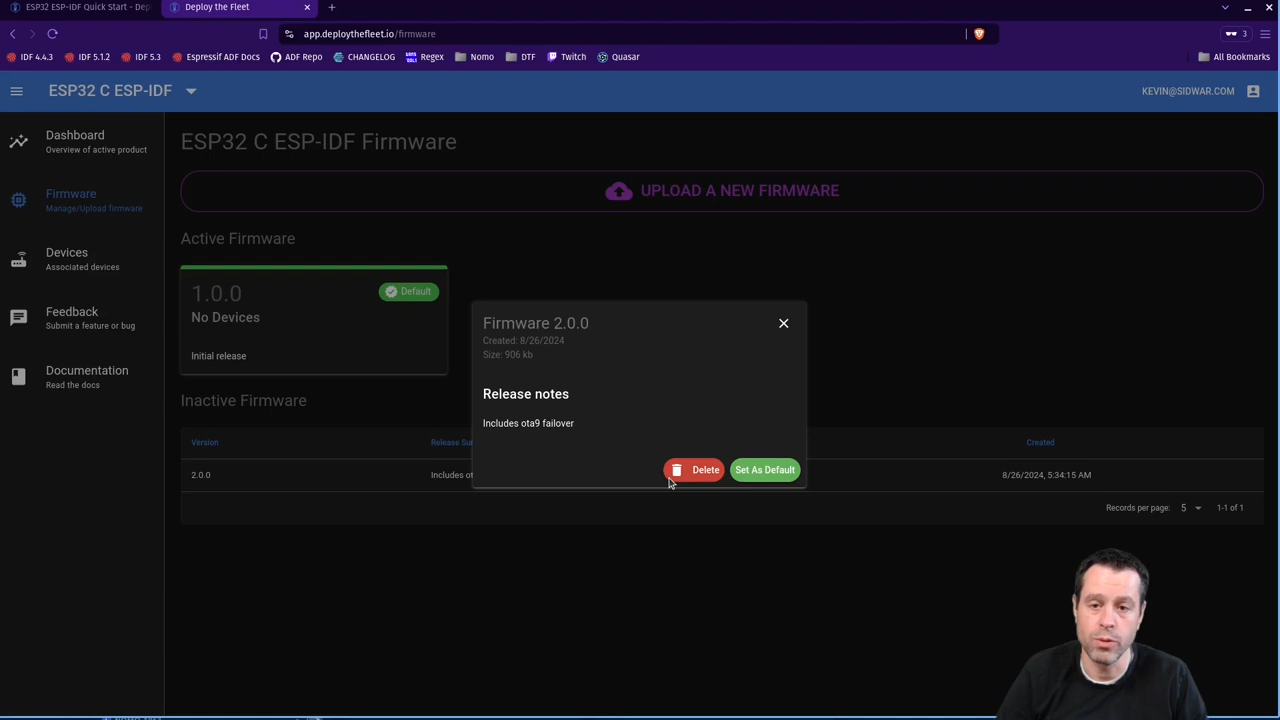 ESP32 ESP-IDF Quick Start - Dep
Deploy the Fleet
app.deploythefleet.io/firmware
3
IDF 4.4.3
IDF 5.1.2
IDF 5.3
Espressif ADF Docs
ADF Repo
CHANGELOG
Regex
Nomo
DTF
Twitch
Quasar
All Bookmarks
ESP32 C ESP-IDF
KEVIN@SIDWAR.COM
Dashboard
Overview of active product
Firmware
Manage/Upload firmware
Devices
Associated devices
Feedback
Submit a feature or bug
Documentation
Read the docs
ESP32 C ESP-IDF Firmware
UPLOAD A NEW FIRMWARE
Active Firmware
1.0.0
Default
No Devices
Initial release
Firmware 2.0.0
Created: 8/26/2024
Size: 906 kb
Release notes
Includes ota9 failover
Delete
Set As Default
Inactive Firmware
Version
Release Su
Created
2.0.0
Includes ot
8/26/2024, 5:34:15 AM
Records per page:
5
1-1 of 1